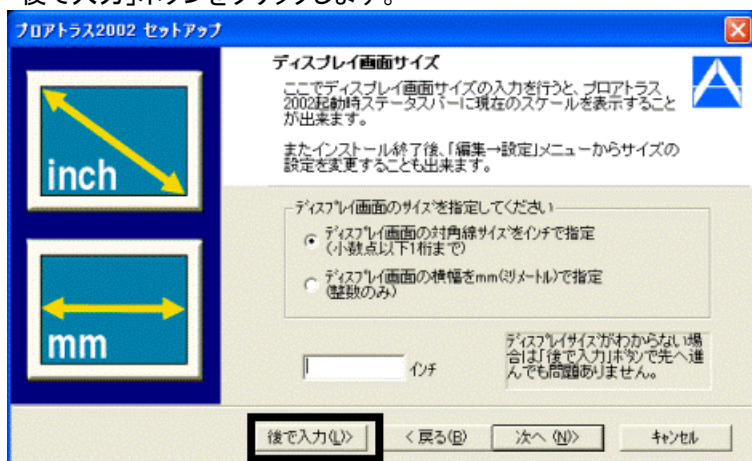 後で入力」ボタンをクリックします。
プロアトラス2002 セットアップ
ディスプレイ画面サイズ
ここでディスプレイ画面サイズの入力を行うと、プロアトラス
2002起動時ステータスバーに現在のスケールを表示すること
が出来ます。
またインストール終了後、「編集→設定」メニューからサイズの
設定を変更することも出来ます。
inch
mm
ディスプレイ画面のサイズを指定してください
ディスプレイ画面の対角線サイズをインチで指定
(小数点以下1桁まで)
ディスプレイ画面の横幅をmm(ミリメートル)で指定
(整数のみ)
インチ
ディスプレイサイズがわからない場
合は「後で入力」ボタンで先へ進
んでも問題ありません。
後で入力(L)>
< 戻る(B)
次へ (N)>
キャンセル